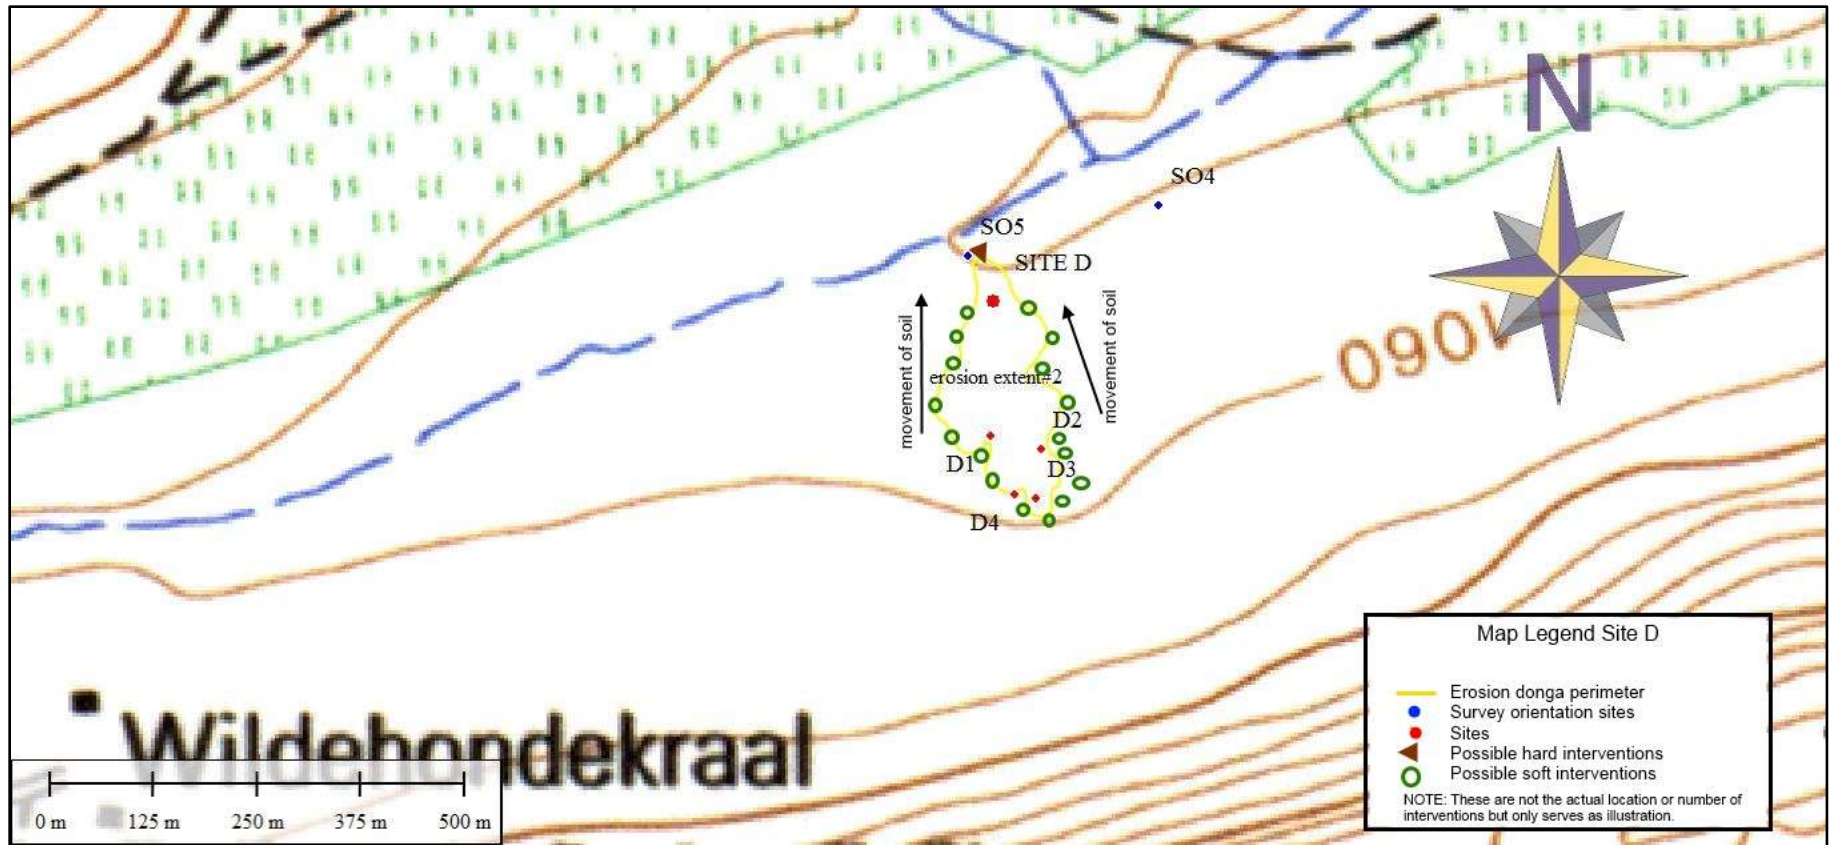 N
SO4
SO5
SITE D
movement of soil
movement of soil
erosion extent#2
1060
D2
D1
D3
D4
Wildehondekraal
0 m 125 m 250 m 375 m 500 m
Map Legend Site D
Erosion donga perimeter
Survey orientation sites
Sites
Possible hard interventions
Possible soft interventions
NOTE: These are not the actual location or number of
interventions but only serves as illustration.